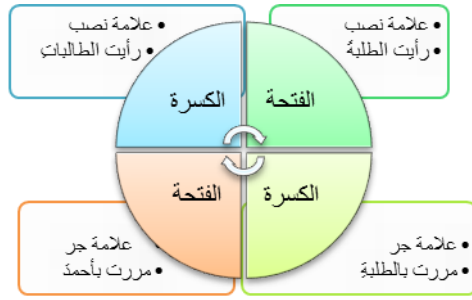 • علامة نصب
• رأيت الطلبةَ
• علامة نصب
• رأيت الطالباتِ
الفتحة
الكسرة
الكسرة
الفتحة
• علامة جر
• مررت بالطلبةِ
• علامة جر
• مررت بأحمدَ